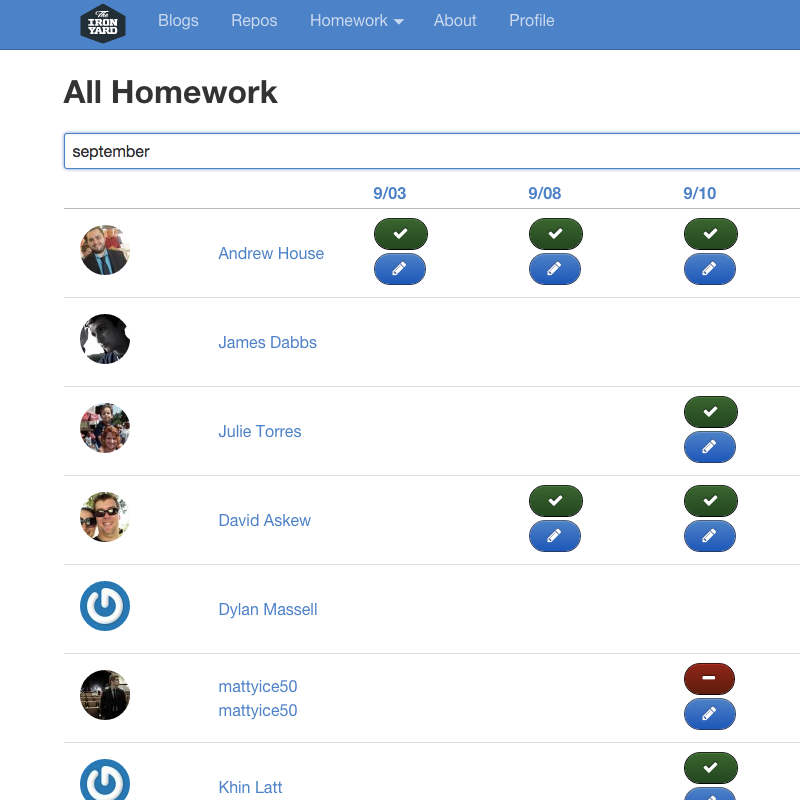 The
IRON
YARD
Blogs Repos Homework About Profile
All Homework
september
9/03 9/08 9/10
Andrew House
James Dabbs
Julie Torres
David Askew
Dylan Massell
mattyice50
mattyice50
Khin Latt